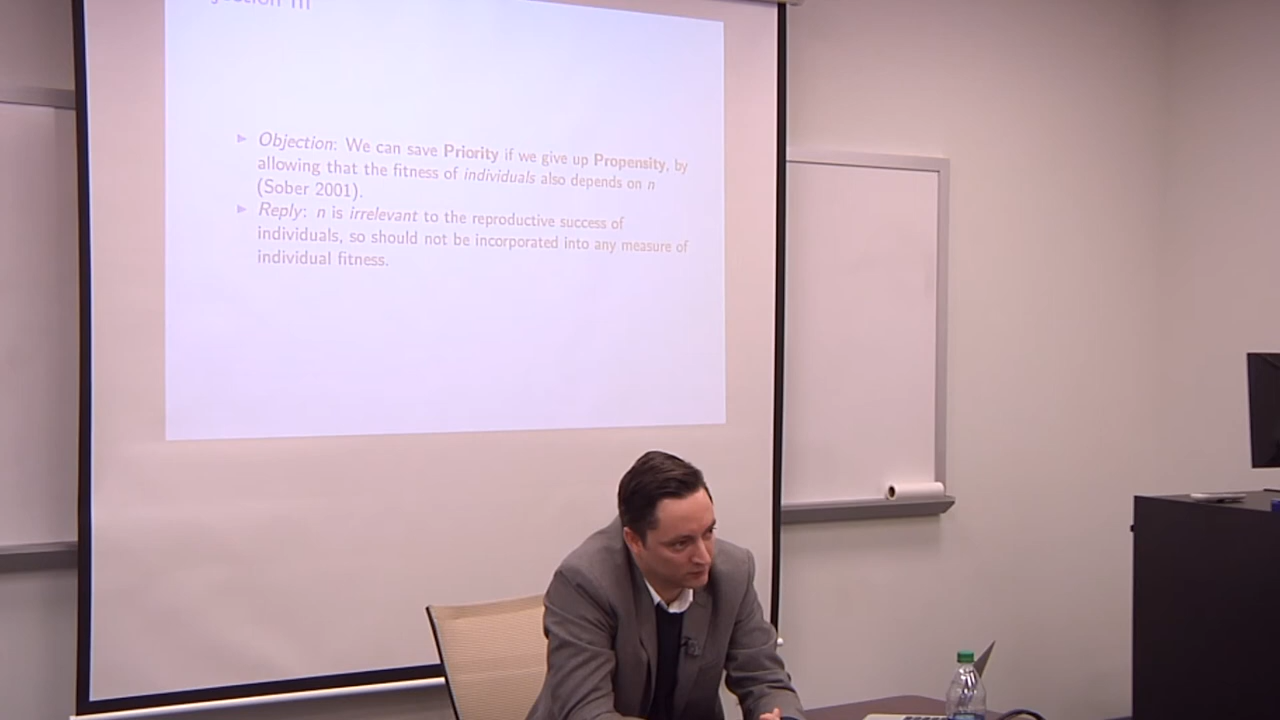 III
Objection: We can save Priority if we give up Propensity, by
allowing that the fitness of individuals also depends on n
(Sober 2001).
Reply: n is irrelevant to the reproductive success of
individuals, so should not be incorporated into any measure of
individual fitness.